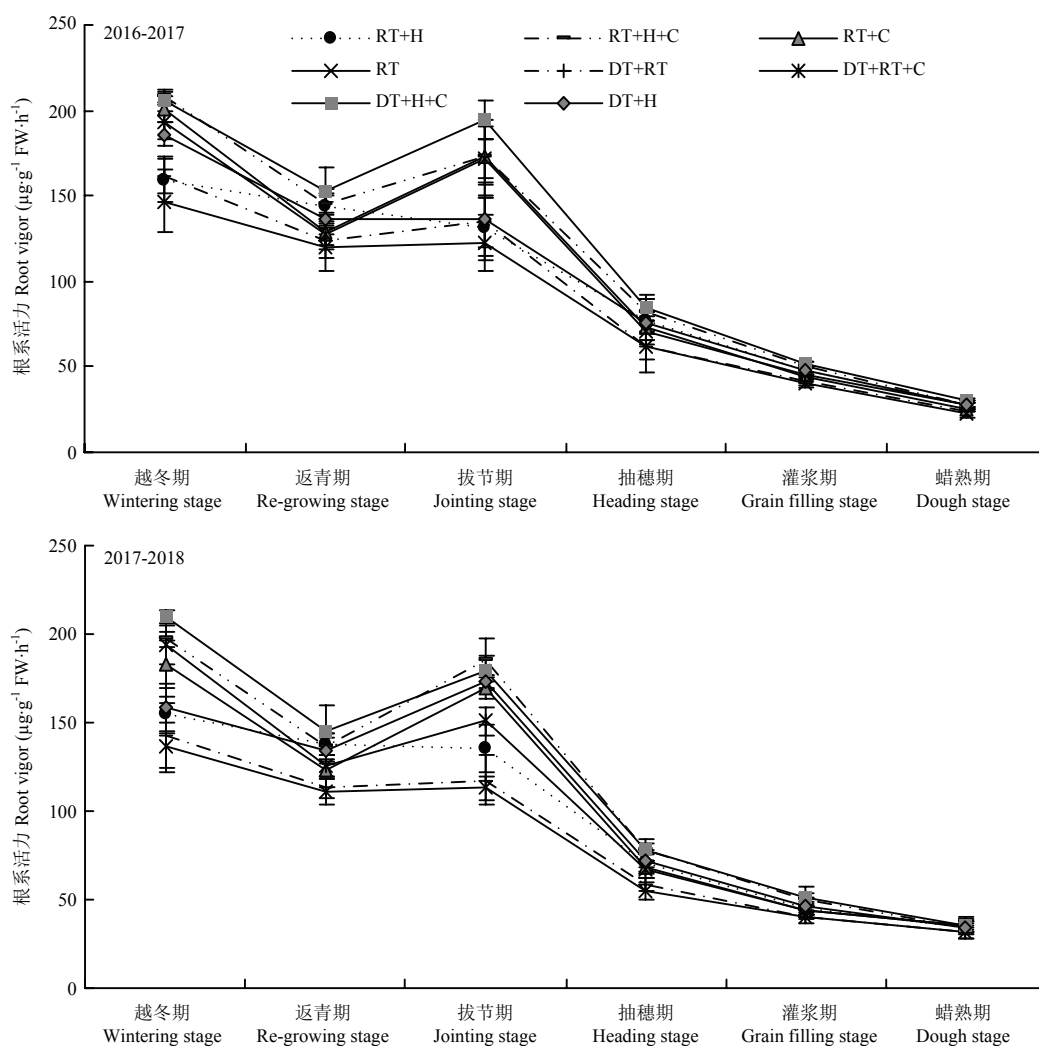 250
2016-2017
RT+H
RT+H+C
RT+C
RT
DT+RT
DT+RT+C
DT+H+C
DT+H
200
150
100
50
0
根系活力 Root vigor (μg·g-1 FW·h-1)
越冬期 返青期 拔节期 抽穗期 灌浆期 蜡熟期
Wintering stage Re-growing stage Jointing stage Heading stage Grain filling stage Dough stage
250
2017-2018
200
150
100
50
0
根系活力 Root vigor (μg·g-1 FW·h-1)
越冬期 返青期 拔节期 抽穗期 灌浆期 蜡熟期
Wintering stage Re-growing stage Jointing stage Heading stage Grain filling stage Dough stage